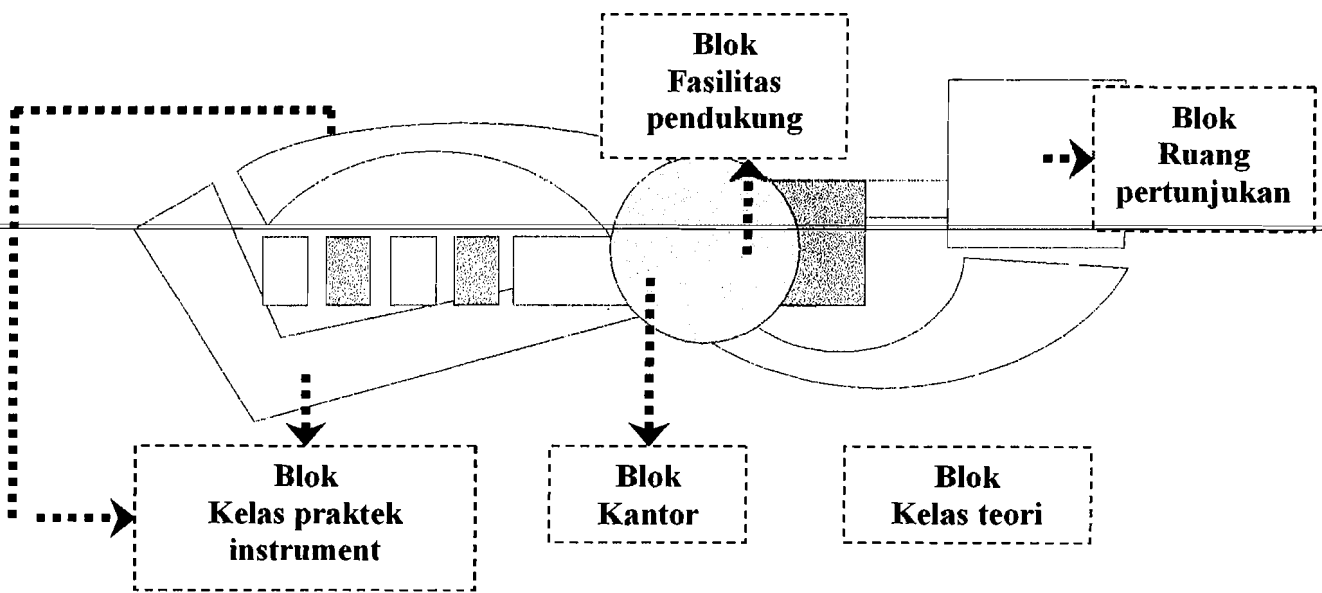 Blok
Fasilitas
pendukung
Blok
Ruang
pertunjukan
Blok
Kelas praktek
instrument
Blok
Kantor
Blok
Kelas teori